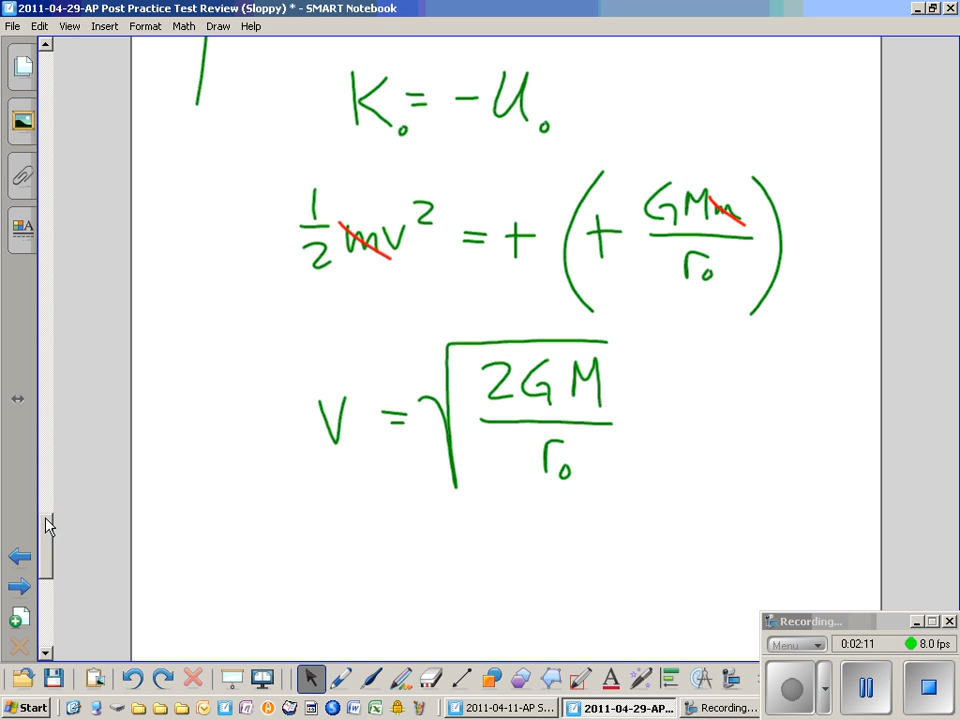 2011-04-29-AP Post Practice Test Review (Sloppy) * - SMART Notebook
File Edit View Insert Format Math Draw Help
K₀ = - U₀
1/2 mv² = + (+ GMm/r₀)
v = √(2GM/r₀)
Recording...
Menu 0:02:11 8.0 fps
Start 2011-04-11-AP S... 2011-04-29-AP... Recording...